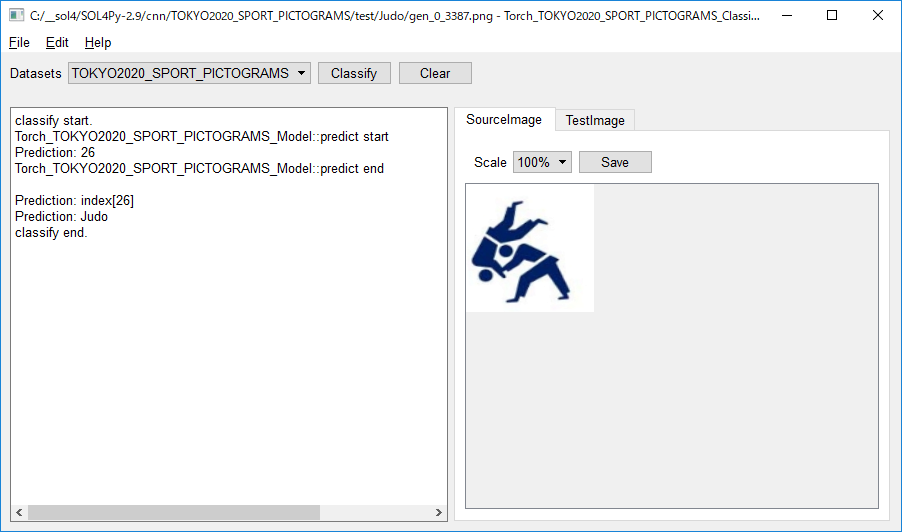 C:/__sol4/SOL4Py-2.9/cnn/TOKYO2020_SPORT_PICTOGRAMS/test/Judo/gen_0_3387.png - Torch_TOKYO2020_SPORT_PICTOGRAMS_Classi...
File Edit Help
Datasets TOKYO2020_SPORT_PICTOGRAMS Classify Clear
classify start.
Torch_TOKYO2020_SPORT_PICTOGRAMS_Model::predict start
Prediction: 26
Torch_TOKYO2020_SPORT_PICTOGRAMS_Model::predict end
Prediction: index[26]
Prediction: Judo
classify end.
SourceImage TestImage
Scale 100% Save